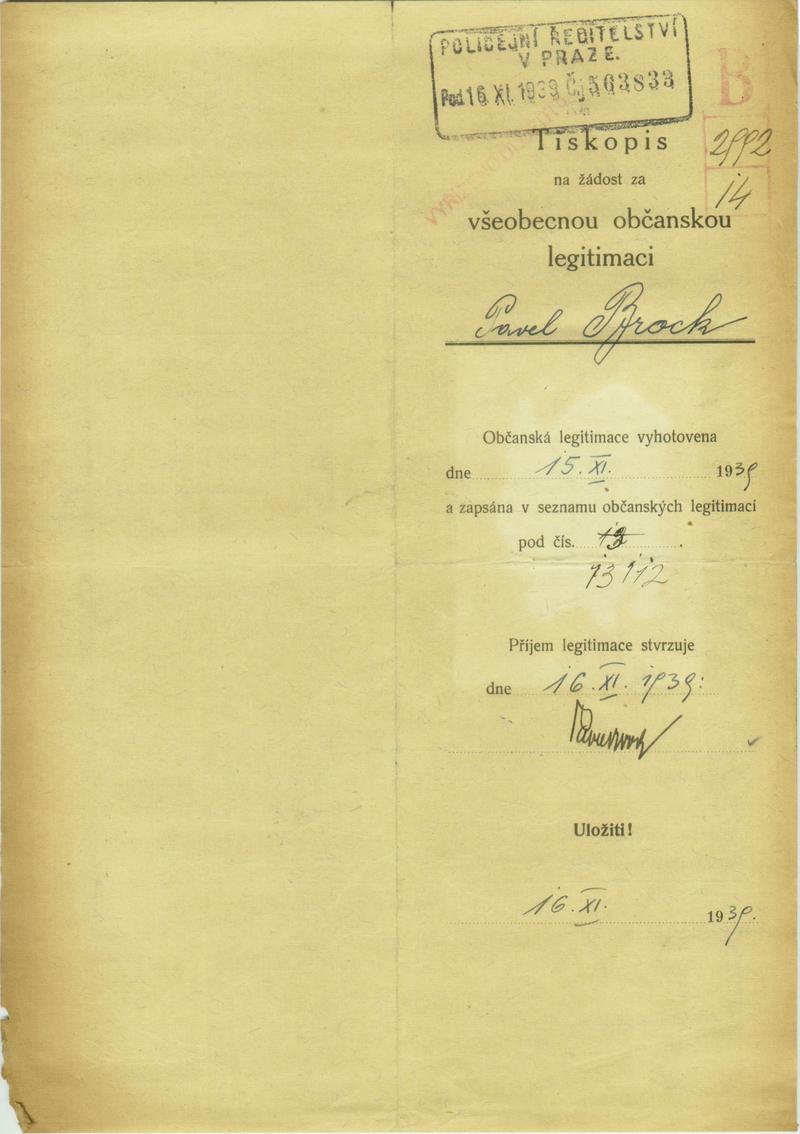 POLICEJNÍ ŘEDITELSTVÍ
V PRAZE.
Pod 16. XI. 1939 Čj 503833
B
Tiskopis
2992
na žádost za
14
všeobecnou občanskou
legitimaci
Pavel Brock
Občanská legitimace vyhotovena
dne 15. XI. 1939
a zapsána v seznamu občanských legitimací
pod čís. 13
13112
Příjem legitimace stvrzuje
dne 16. XI. 1939.
Uložiti!
16. XI. 1939.